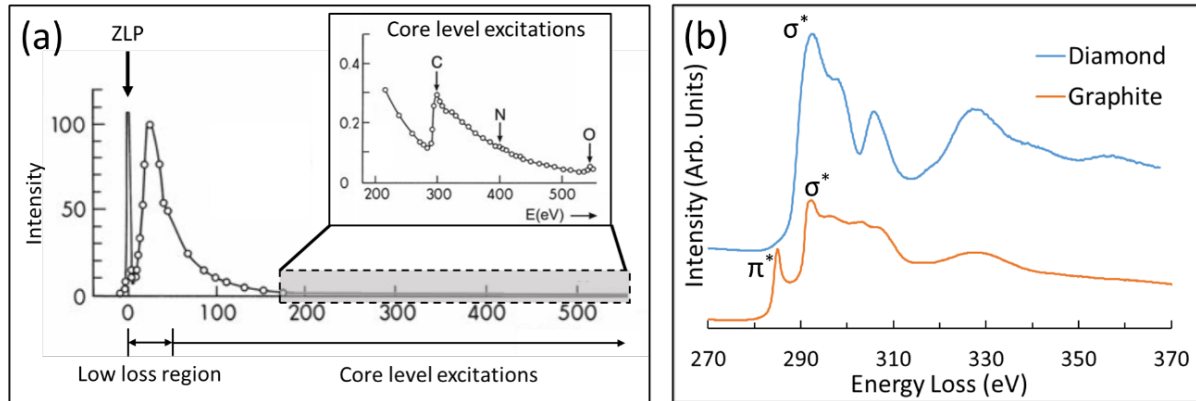 (a)
ZLP
Core level excitations
0.4
0.2
0
C
N
O
200 300 400 500
E(eV)
Intensity
100
50
0
0 100 200 300 400 500
Low loss region
Core level excitations
(b)
σ*
Diamond
Graphite
σ*
π*
Intensity (Arb. Units)
270 290 310 330 350 370
Energy Loss (eV)